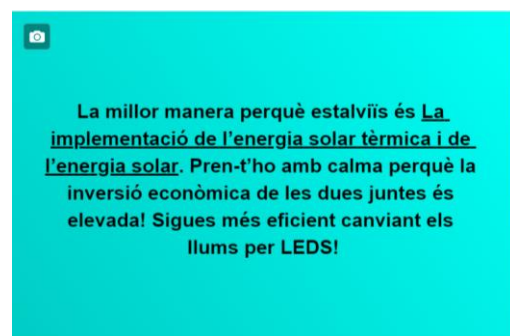 La millor manera perquè estalviïs és La
implementació de l'energia solar tèrmica i de
l'energia solar. Pren-t'ho amb calma perquè la
inversió econòmica de les dues juntes és
elevada! Sigues més eficient canviant els
llums per LEDS!